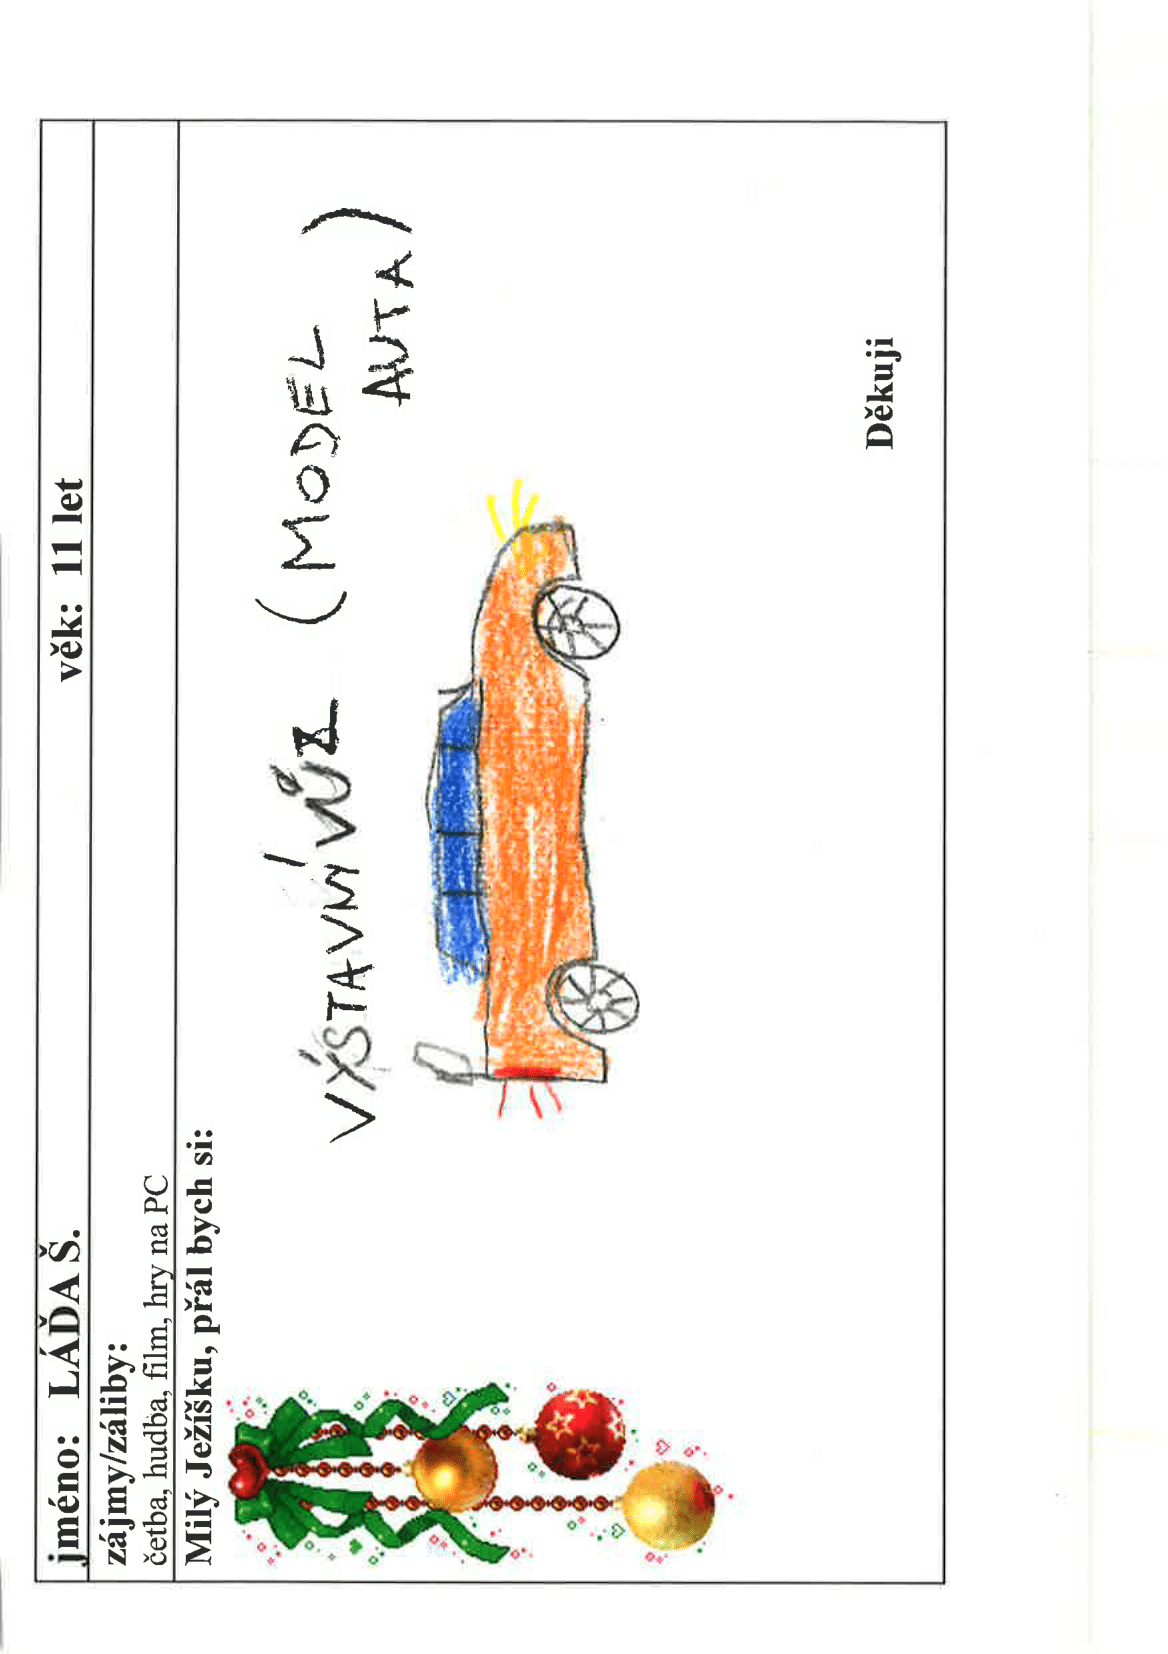 jméno: LÁĎA Š. věk: 11 let
zájmy/záliby:
četba, hudba, film, hry na PC
Milý Ježíšku, přál bych si:
VÝSTAVNÍ VŮZ (MODEL
AUTA)
Děkuji